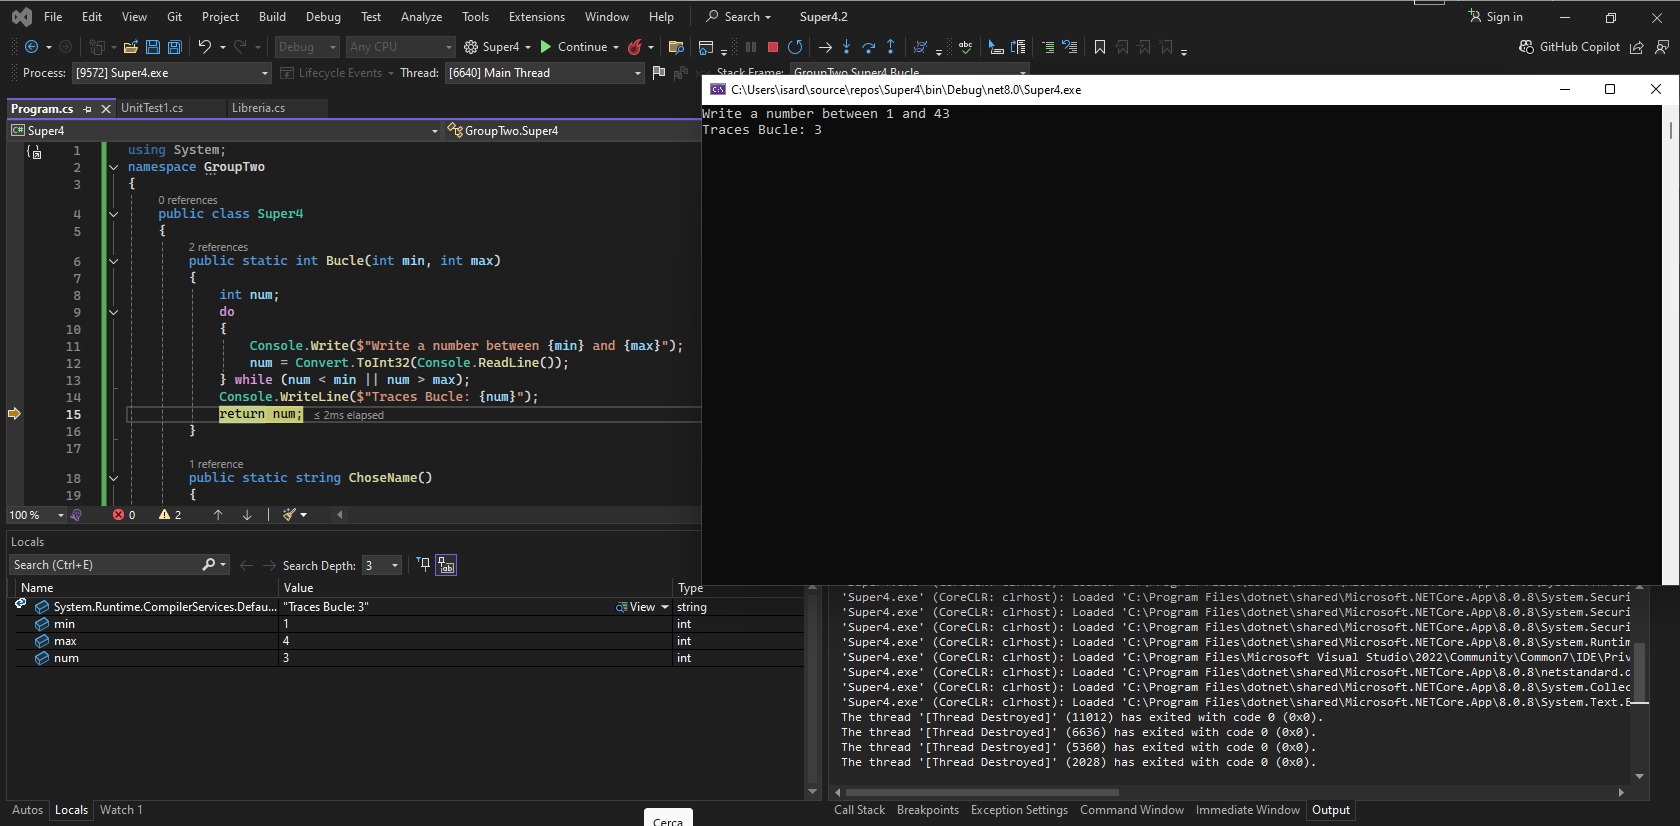 File Edit View Git Project Build Debug Test Analyze Tools Extensions Window Help Search Super4.2 Sign in
Debug Any CPU Super4 Continue GitHub Copilot
Process: [9572] Super4.exe Lifecycle Events Thread: [6640] Main Thread Stack Frame: GroupTwo.Super4.Bucle
C:\Users\isard\source\repos\Super4\bin\Debug\net8.0\Super4.exe
Write a number between 1 and 43
Traces Bucle: 3
Program.cs UnitTest1.cs Libreria.cs
C# Super4 GroupTwo.Super4
1 using System;
2 namespace GroupTwo
3 {
0 references
4 public class Super4
5 {
2 references
6 public static int Bucle(int min, int max)
7 {
8 int num;
9 do
10 {
11 Console.Write($"Write a number between {min} and {max}");
12 num = Convert.ToInt32(Console.ReadLine());
13 } while (num < min || num > max);
14 Console.WriteLine($"Traces Bucle: {num}");
15 return num; ≤ 2ms elapsed
16 }
17
1 reference
18 public static string ChoseName()
19 {
100 % 0 2
Locals
Search (Ctrl+E) Search Depth: 3
Name Value Type
System.Runtime.CompilerServices.Defau... "Traces Bucle: 3" View string
min 1 int
max 4 int
num 3 int
Autos Locals Watch 1
Cerca
'Super4.exe' (CoreCLR: clrhost): Loaded 'C:\Program Files\dotnet\shared\Microsoft.NETCore.App\8.0.8\System.Securi
'Super4.exe' (CoreCLR: clrhost): Loaded 'C:\Program Files\dotnet\shared\Microsoft.NETCore.App\8.0.8\System.Securi
'Super4.exe' (CoreCLR: clrhost): Loaded 'C:\Program Files\dotnet\shared\Microsoft.NETCore.App\8.0.8\System.Securi
'Super4.exe' (CoreCLR: clrhost): Loaded 'C:\Program Files\dotnet\shared\Microsoft.NETCore.App\8.0.8\System.Runtim
'Super4.exe' (CoreCLR: clrhost): Loaded 'C:\Program Files\Microsoft Visual Studio\2022\Community\Common7\IDE\Priv
'Super4.exe' (CoreCLR: clrhost): Loaded 'C:\Program Files\dotnet\shared\Microsoft.NETCore.App\8.0.8\netstandard.d
'Super4.exe' (CoreCLR: clrhost): Loaded 'C:\Program Files\dotnet\shared\Microsoft.NETCore.App\8.0.8\System.Collec
'Super4.exe' (CoreCLR: clrhost): Loaded 'C:\Program Files\dotnet\shared\Microsoft.NETCore.App\8.0.8\System.Text.E
The thread '[Thread Destroyed]' (11012) has exited with code 0 (0x0).
The thread '[Thread Destroyed]' (6636) has exited with code 0 (0x0).
The thread '[Thread Destroyed]' (5360) has exited with code 0 (0x0).
The thread '[Thread Destroyed]' (2028) has exited with code 0 (0x0).
Call Stack Breakpoints Exception Settings Command Window Immediate Window Output